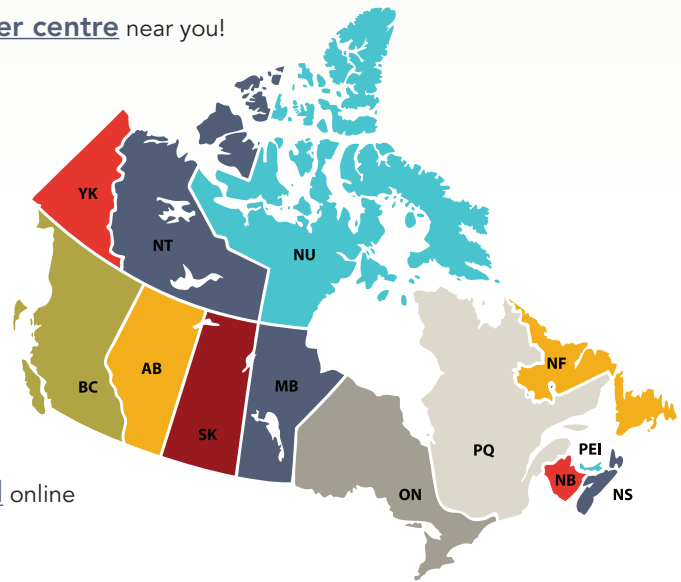 er centre near you!
YK
NT
NU
BC
AB
SK
MB
ON
PQ
NF
PEI
NB
NS
online